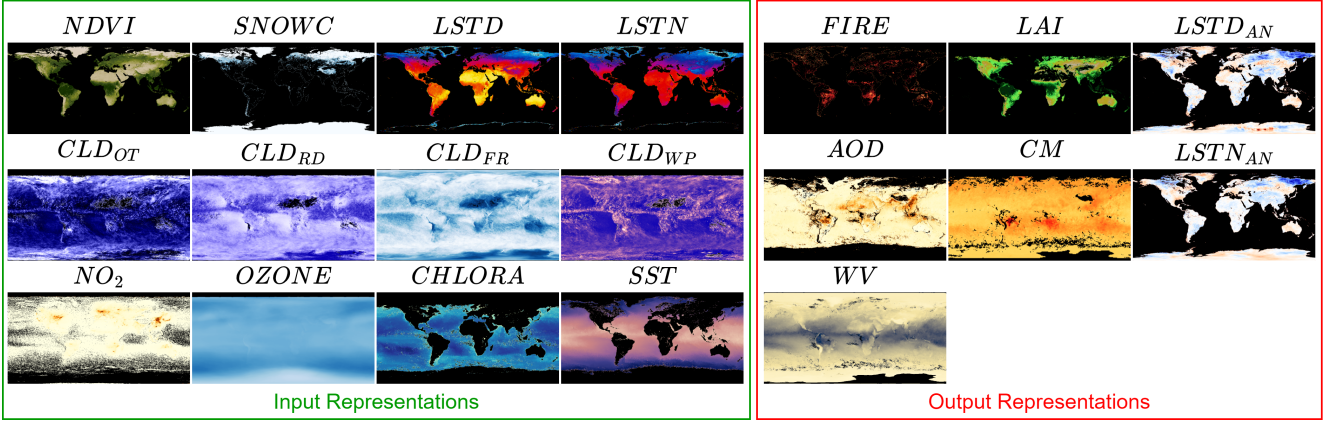 NDVI SNOWC LSTD LSTN FIRE LAI LSTD_AN
CLD_OT CLD_RD CLD_FR CLD_WP AOD CM LSTN_AN
NO_2 OZONE CHLORA SST WV
Input Representations Output Representations